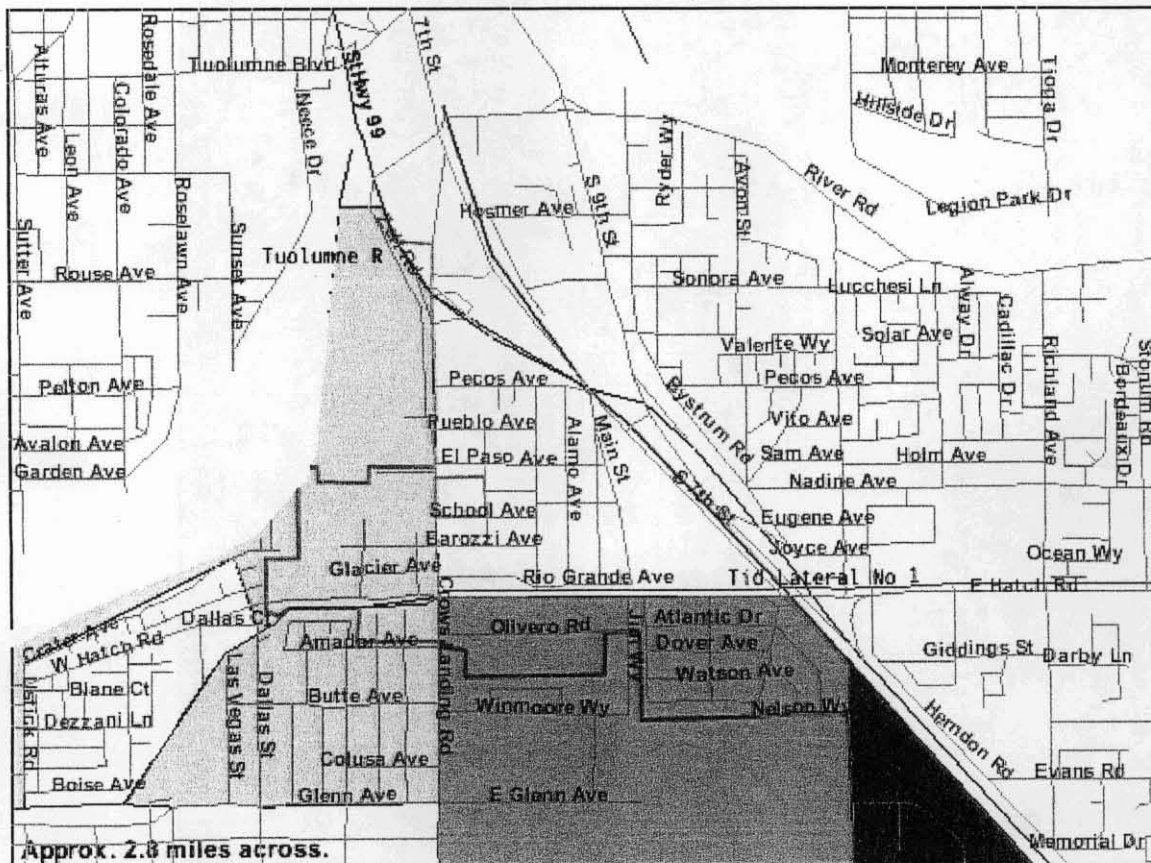 Alturas Ave
Leon Ave
Colorado Ave
Rosedale Ave
Tuolumne Blvd
Neece Dr
StHwy 99
7th St
Monterey Ave
Hillside Dr
Tioga Dr
Sutter Ave
Roselawn Ave
Sunset Ave
Rouse Ave
Tuolumne R
Hosmer Ave
S 9th St
Ryder Wy
Avon St
River Rd
Legion Park Dr
Sonora Ave
Lucchesi Ln
Alway Dr
Solar Ave
Cadillac Dr
Richland Ave
Storum Rd
Bordeaux Dr
Valente Wy
Pelton Ave
Pecos Ave
Pecos Ave
Avalon Ave
Pueblo Ave
Alamo Ave
Main St
Bystrum Rd
Vito Ave
Garden Ave
El Paso Ave
Sam Ave
Holm Ave
S 7th St
Nadine Ave
School Ave
Eugene Ave
Barozzi Ave
Joyce Ave
Ocean Wy
Glacier Ave
Crows Landing Rd
Rio Grande Ave
Tid Lateral No 1
E Hatch Rd
Crater Ave
W Hatch Rd
Dallas Ct
Amador Ave
Olivero Rd
Jim Wy
Atlantic Dr
Dover Ave
Giddings St
Darby Ln
Ustick Rd
Blane Ct
Las Vegas St
Dallas St
Butte Ave
Watson Ave
Dezzani Ln
Winmoore Wy
Nelson Wy
Herndon Rd
Colusa Ave
Boise Ave
Glenn Ave
E Glenn Ave
Evans Rd
Memorial Dr
Approx. 2.8 miles across.